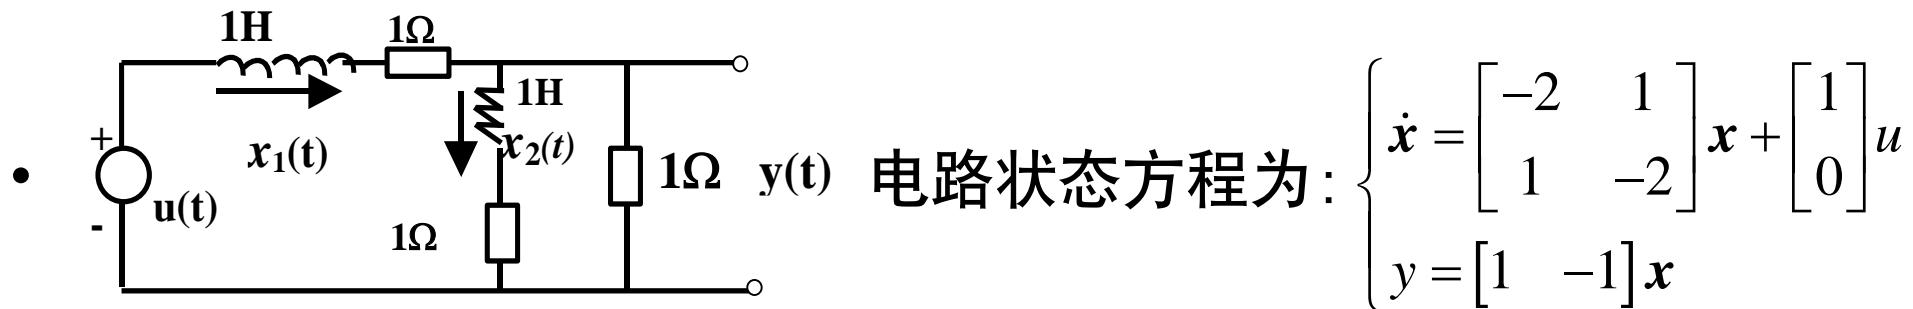 1H
1Ω
1H
+
x₁(t)
x₂(t)
-
u(t)
1Ω
1Ω
y(t)
• 电路状态方程为:
ẋ = [-2 1; 1 -2] x + [1; 0] u
y = [1 -1] x